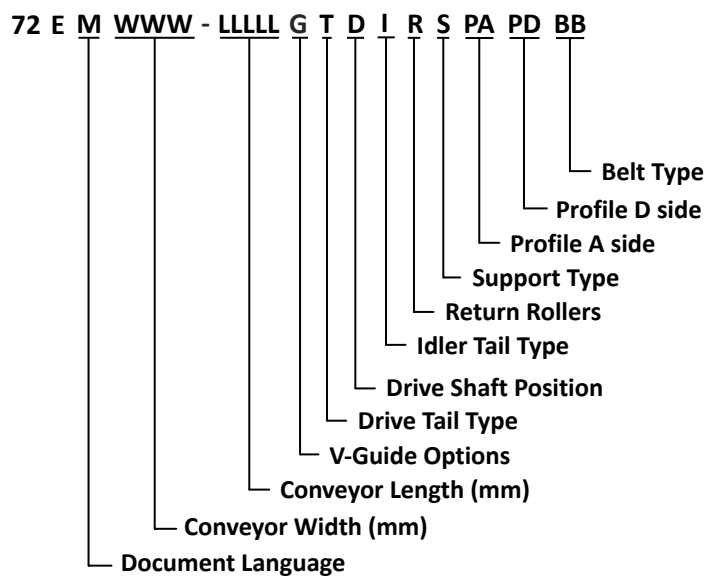 72 E M WWW - LLLLL G T D I R S PA PD BB
Belt Type
Profile D side
Profile A side
Support Type
Return Rollers
Idler Tail Type
Drive Shaft Position
Drive Tail Type
V-Guide Options
Conveyor Length (mm)
Conveyor Width (mm)
Document Language